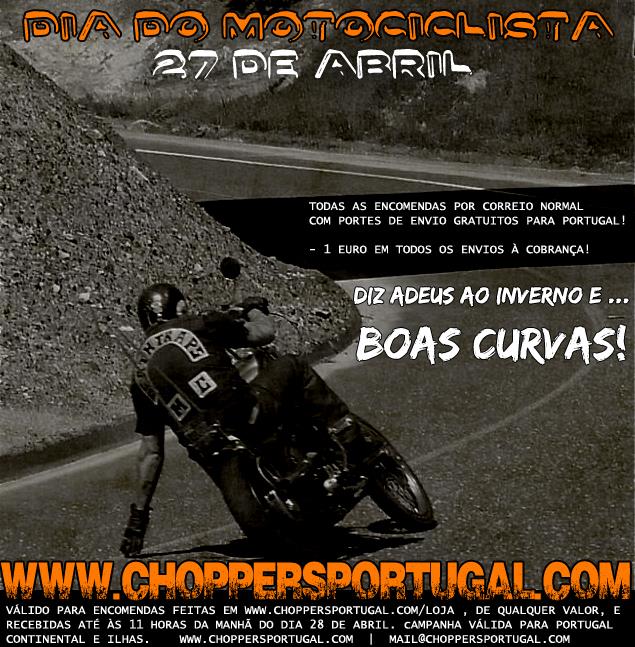 DIA DO MOTOCICLISTA
27 DE ABRIL
TODAS AS ENCOMENDAS POR CORREIO NORMAL
COM PORTES DE ENVIO GRATUITOS PARA PORTUGAL!
- 1 EURO EM TODOS OS ENVIOS À COBRANÇA!
DIZ ADEUS AO INVERNO E ...
BOAS CURVAS!
M C
WWW.CHOPPERSPORTUGAL.COM
VÁLIDO PARA ENCOMENDAS FEITAS EM WWW.CHOPPERSPORTUGAL.COM/LOJA , DE QUALQUER VALOR, E
RECEBIDAS ATÉ ÀS 11 HORAS DA MANHÃ DO DIA 28 DE ABRIL. CAMPANHA VÁLIDA PARA PORTUGAL
CONTINENTAL E ILHAS. WWW.CHOPPERSPORTUGAL.COM | MAIL@CHOPPERSPORTUGAL.COM